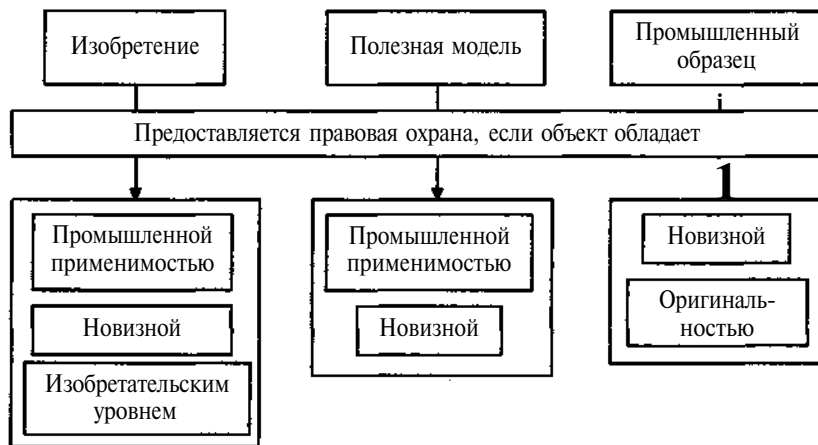 Изобретение
Полезная модель
Промышленный
образец
Предоставляется правовая охрана, если объект обладает
Промышленной
применимостью
Новизной
Изобретательским
уровнем
Промышленной
применимостью
Новизной
Новизной
Оригиналь-
ностью